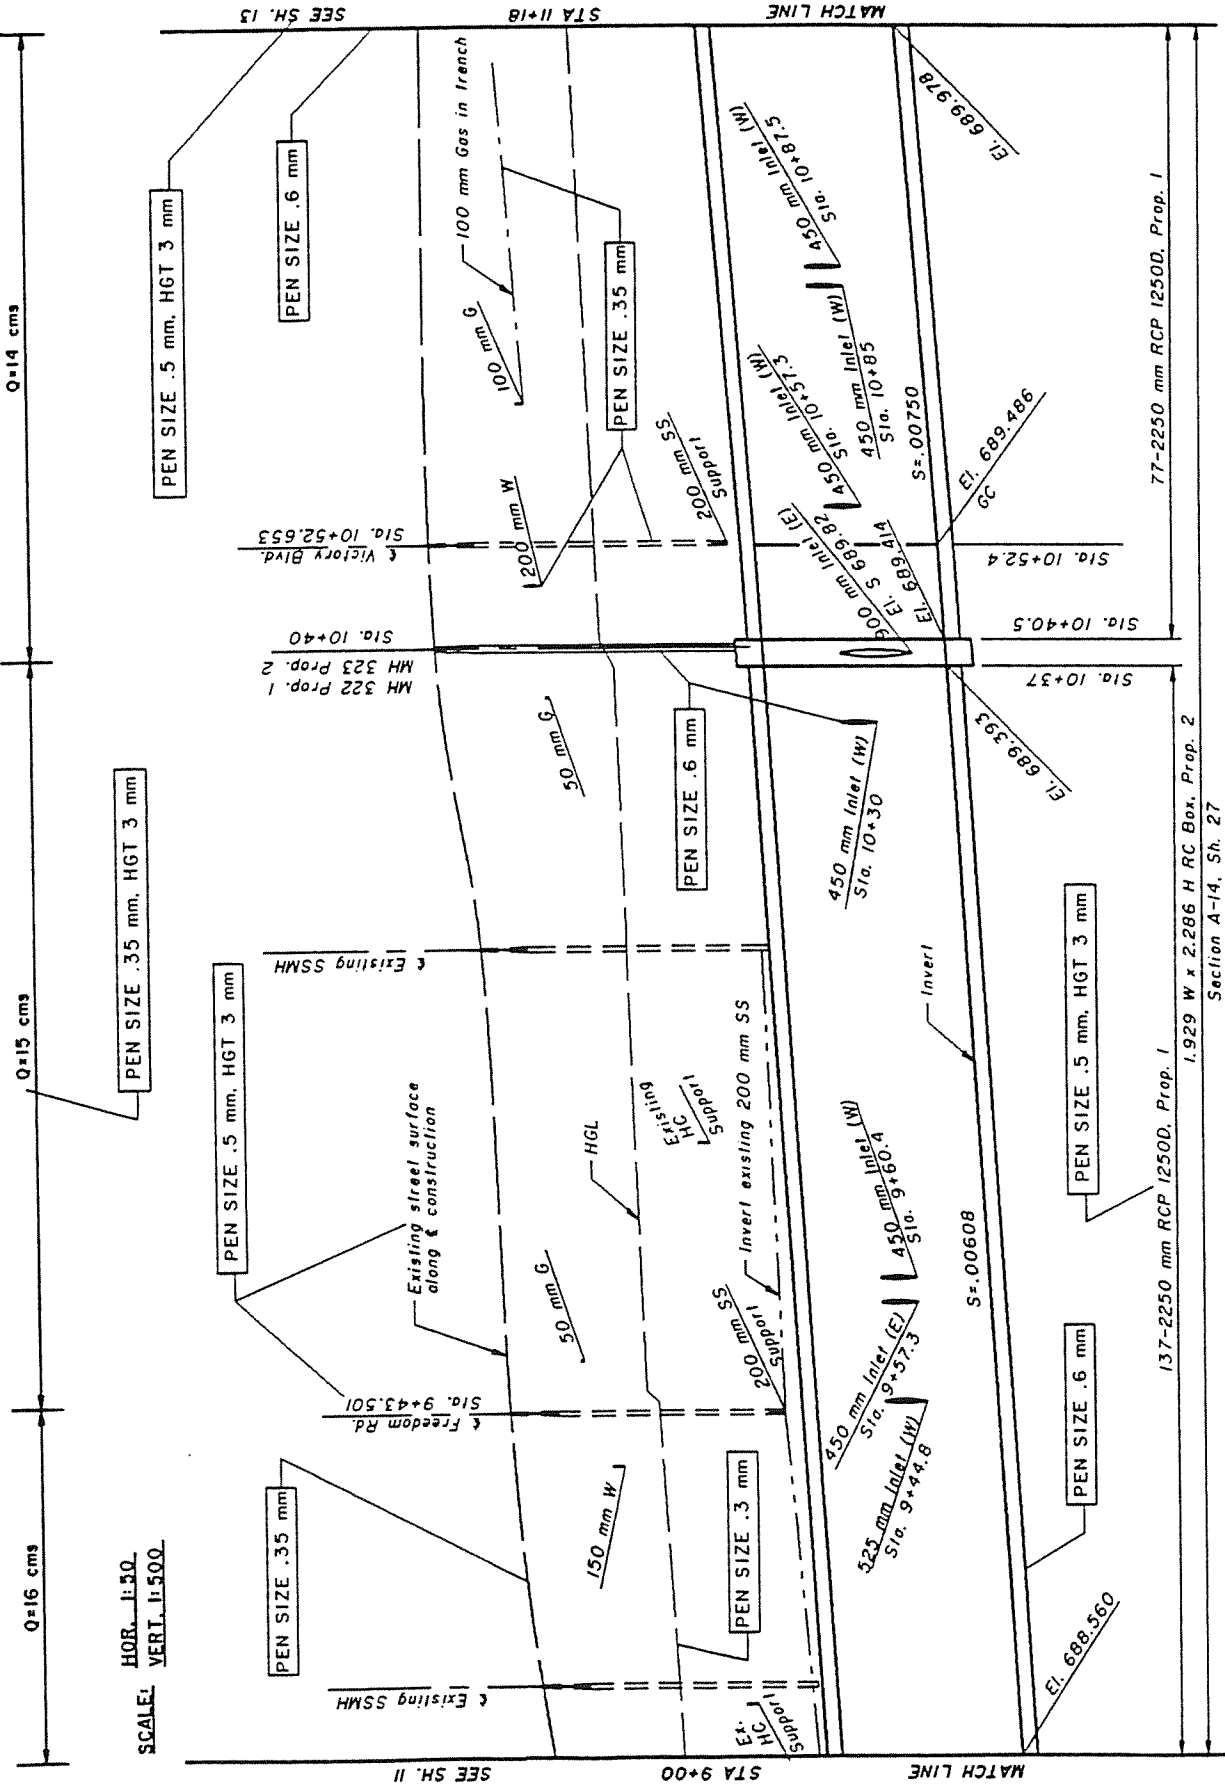 Q=16 cms
Q=15 cms
Q=14 cms
SCALE:
HOR. 1:50
VERT. 1:500
PEN SIZE .35 mm, HGT 3 mm
PEN SIZE .5 mm, HGT 3 mm
PEN SIZE .5 mm, HGT 3 mm
PEN SIZE .6 mm
PEN SIZE .35 mm
SEE SH. 11
STA 9+00
MATCH LINE
SEE SH. 13
STA 11+18
MATCH LINE
℄ Existing SSMH
℄ Freedom Rd.
Sta. 9+43.501
℄ Existing SSMH
MH 322 Prop. 1
MH 323 Prop. 2
Sta. 10+40
℄ Victory Blvd.
Sta. 10+52.653
Existing street surface
along ℄ construction
100 mm Gas in trench
150 mm W
50 mm G
50 mm G
200 mm W
100 mm G
HGL
PEN SIZE .35 mm
PEN SIZE .6 mm
PEN SIZE .3 mm
Ex.
HC
Support
200 mm SS
Support
Existing
Ex.
HC
Support
Invert existing 200 mm SS
200 mm SS
Support
525 mm Inlet (W)
Sta. 9+44.8
450 mm Inlet (E)
Sta. 9+57.3
450 mm Inlet (W)
Sta. 9+60.4
450 mm Inlet (W)
Sta. 10+30
900 mm Inlet (E)
El. S 689.82
El. 689.414
450 mm Inlet (W)
Sta. 10+57.3
450 mm Inlet (W)
Sta. 10+85
450 mm Inlet (W)
Sta. 10+87.5
S=.00608
Invert
S=.00750
El. 688.560
El. 689.393
El. 689.486
GC
El. 689.978
PEN SIZE .6 mm
PEN SIZE .5 mm, HGT 3 mm
Sta. 10+37
Sta. 10+40.5
Sta. 10+52.4
137-2250 mm RCP 1250D, Prop. 1
77-2250 mm RCP 1250D, Prop. 1
1.929 W x 2.286 H RC Box, Prop. 2
Section A-14, Sh. 27